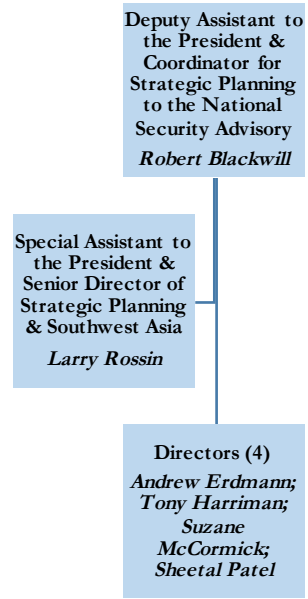 Deputy Assistant to
the President &
Coordinator for
Strategic Planning
to the National
Security Advisory
Robert Blackwill
Special Assistant to
the President &
Senior Director of
Strategic Planning
& Southwest Asia
Larry Rossin
Directors (4)
Andrew Erdmann;
Tony Harriman;
Suzane
McCormick;
Sheetal Patel